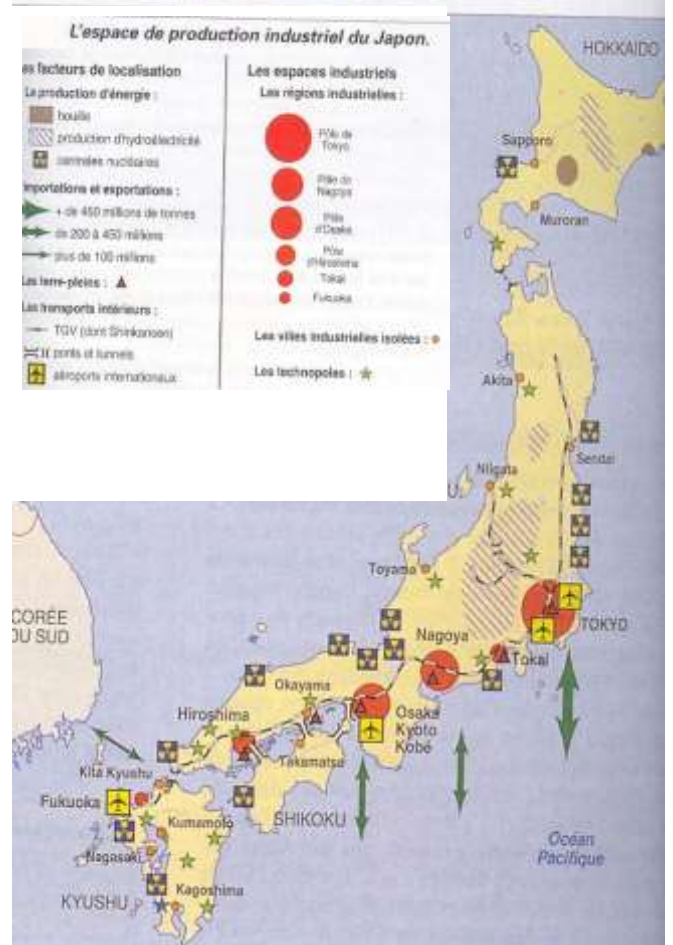 L'espace de production industriel du Japon.
es facteurs de localisation
La production d'énergie :
houille
production d'hydroélectricité
centrales nucléaires
mportations et exportations :
+ de 450 millions de tonnes
de 200 à 450 millions
plus de 100 millions
Les terre-pleins :
Les transports intérieurs :
TGV (dont Shinkansen)
ponts et tunnels
aéroports internationaux
Les espaces industriels
Les régions industrielles :
Pôle de
Tokyo
Pôle de
Nagoya
Pôle
d'Osaka
Pôle
d'Hiroshima
Tokai
Fukuoka
Les villes industrielles isolées :
Les technopoles :
HOKKAIDO
Sapporo
Muroran
Akita
Sendai
Niigata
U.
Toyama
CORÉE
DU SUD
TOKYO
Nagoya
Tokai
Okayama
Hiroshima
Osaka
Kyoto
Kobé
Takamatsu
Kita Kyushu
Fukuoka
SHIKOKU
Kumamoto
Océan
Pacifique
Nagasaki
Kagoshima
KYUSHU